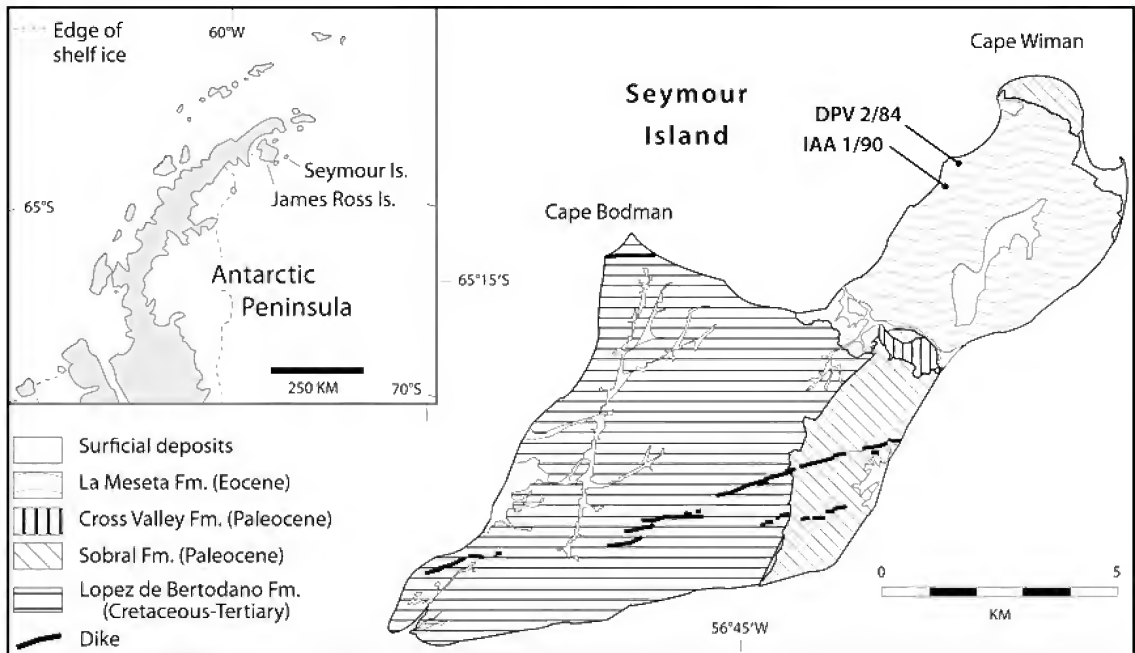 Edge of
shelf ice
60°W
Seymour Is.
James Ross Is.
65°S
Antarctic
Peninsula
250 KM
70°S
Cape Wiman
Seymour
Island
DPV 2/84
IAA 1/90
Cape Bodman
65°15'S
Surficial deposits
La Meseta Fm. (Eocene)
Cross Valley Fm. (Paleocene)
Sobral Fm. (Paleocene)
Lopez de Bertodano Fm.
(Cretaceous-Tertiary)
Dike
56°45'W
0
5
KM